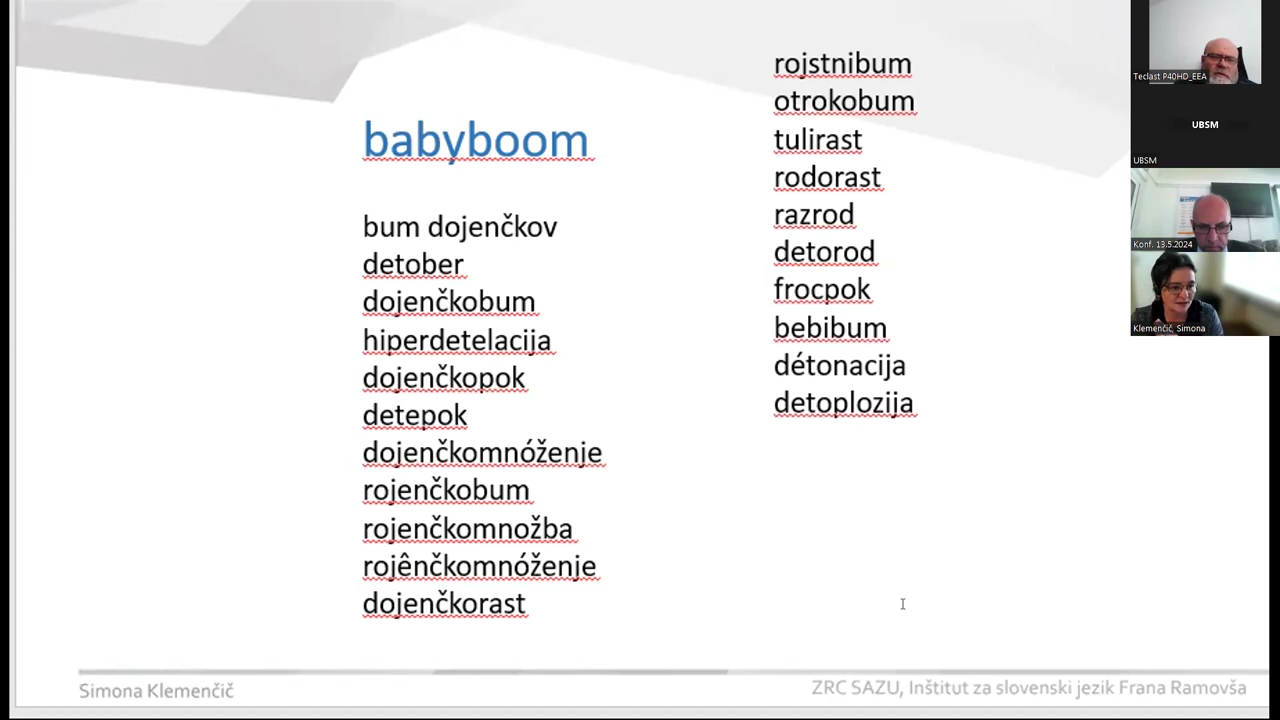 babyboom
bum dojenčkov
detober
dojenčkobum
hiperdetelacija
dojenčkopok
detepok
dojenčkomnóženje
rojenčkobum
rojenčkomnožba
rojȇnčkomnóženje
dojenčkorast
rojstnibum
otrokobum
tulirast
rodorast
razrod
detorod
frocpok
bebibum
détonacija
detoplozija
Simona Klemenčič
ZRC SAZU, Inštitut za slovenski jezik Frana Ramovša
Teclast P40HD_EEA
UBSM
UBSM
Konf. 13.5.2024
Klemenčič, Simona